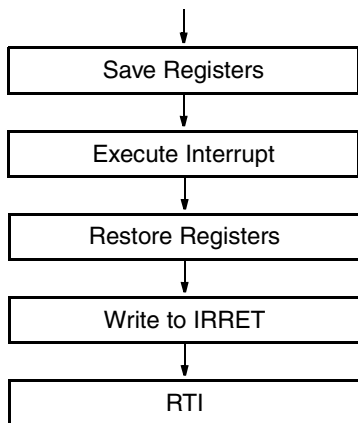 Save Registers
Execute Interrupt
Restore Registers
Write to IRRET
RTI